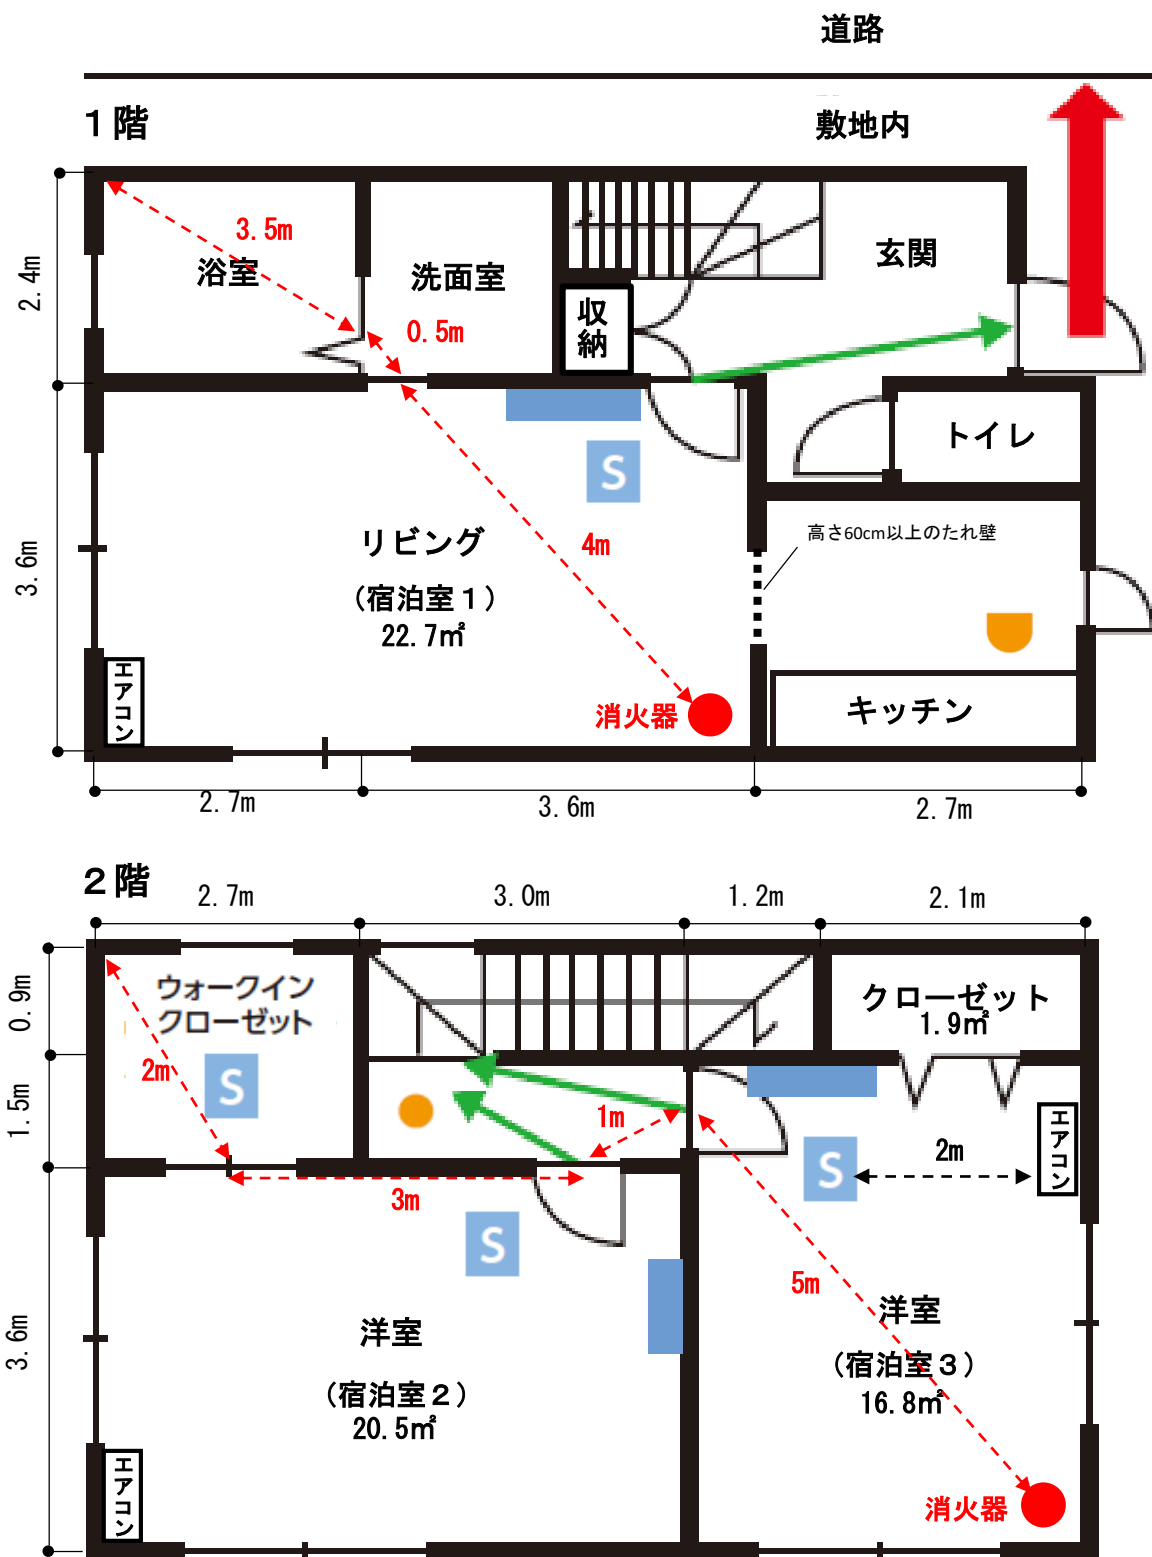 道路
1階
敷地内
2.4m
3.5m
浴室
洗面室
0.5m
収納
玄関
トイレ
S
3.6m
リビング
(宿泊室1)
22.7㎡
4m
高さ60cm以上のたれ壁
エアコン
消火器
キッチン
2.7m
3.6m
2.7m
2階
2.7m
3.0m
1.2m
2.1m
0.9m
ウォークイン
クローゼット
クローゼット
1.9㎡
1.5m
2m
S
1m
3m
S
2m
エアコン
S
5m
3.6m
洋室
(宿泊室2)
20.5㎡
洋室
(宿泊室3)
16.8㎡
エアコン
消火器